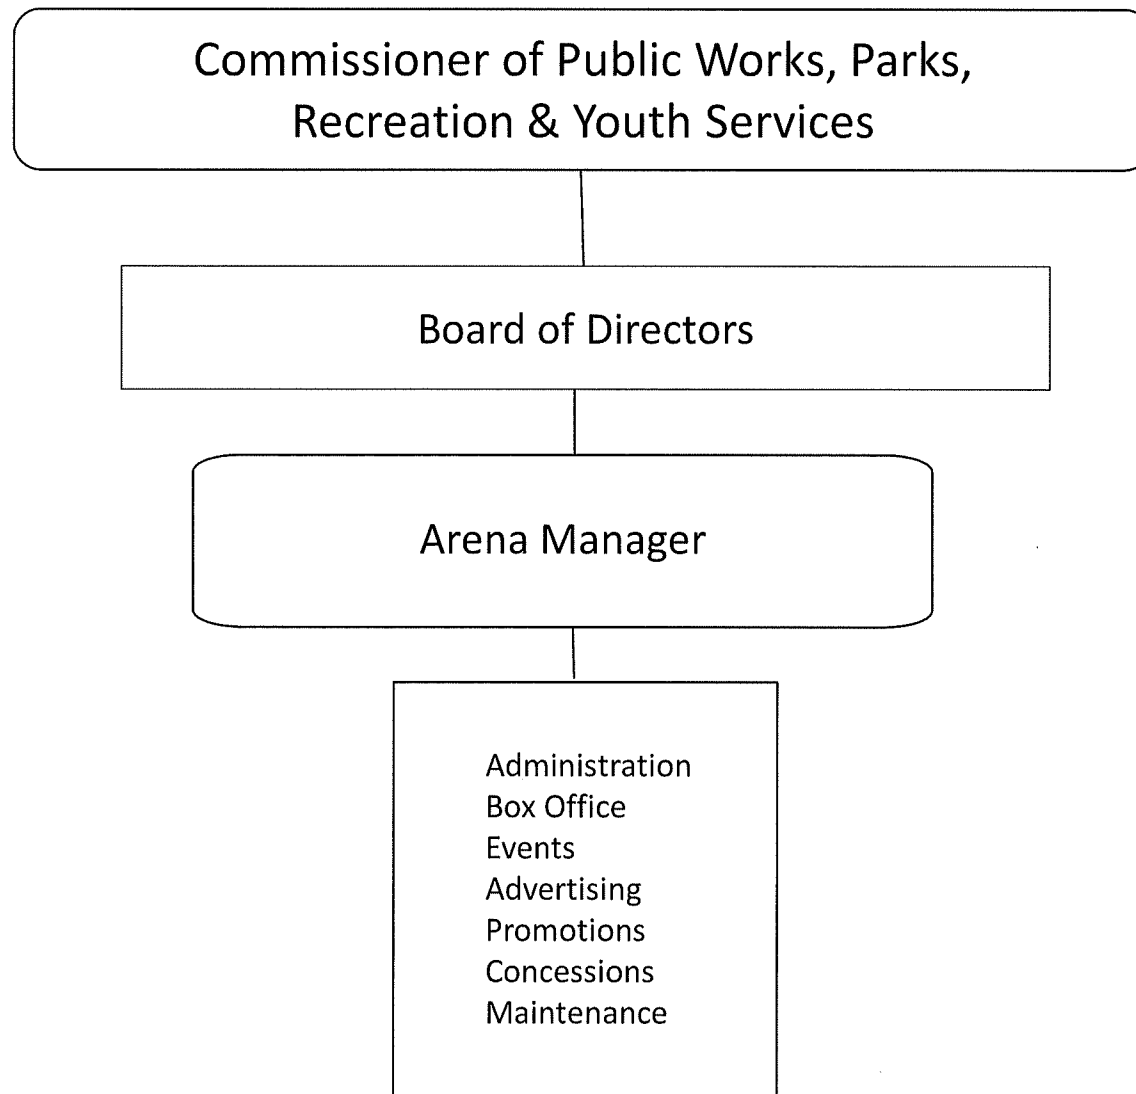 Commissioner of Public Works, Parks,
Recreation & Youth Services
Board of Directors
Arena Manager
Administration
Box Office
Events
Advertising
Promotions
Concessions
Maintenance